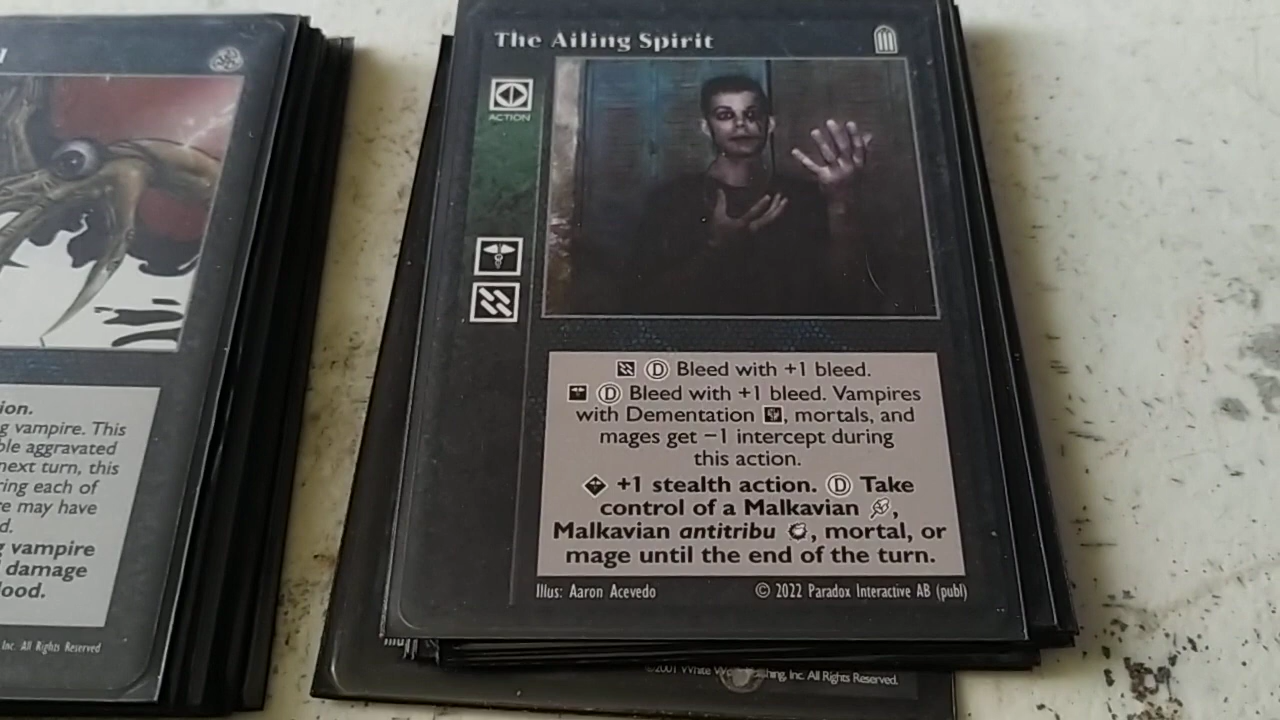 ion.
g vampire. This
ble aggravated
next turn, this
ring each of
re may have
d.
g vampire
damage
lood.
Inc. All Rights Reserved
The Ailing Spirit
ACTION
D Bleed with +1 bleed.
D Bleed with +1 bleed. Vampires
with Dementation , mortals, and
mages get −1 intercept during
this action.
+1 stealth action. D Take
control of a Malkavian ,
Malkavian antitribu , mortal, or
mage until the end of the turn.
Illus: Aaron Acevedo © 2022 Paradox Interactive AB (publ)
©2001 White Inc. All Rights Reserved.